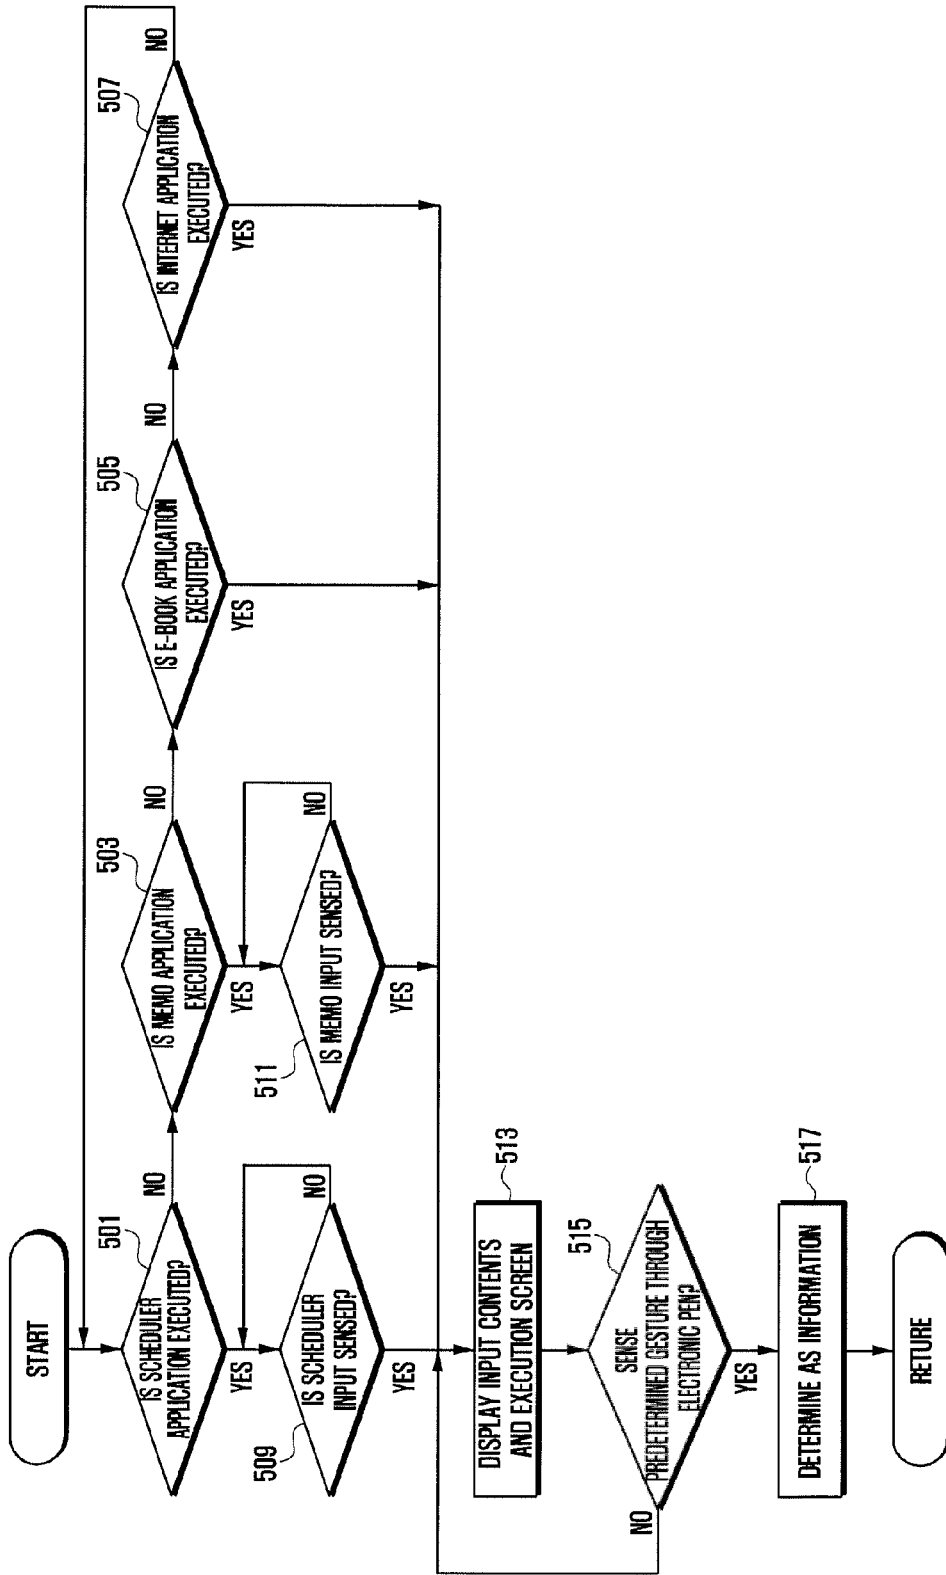 START
501
IS SCHEDULER
APPLICATION EXECUTED?
NO
YES
503
IS MEMO APPLICATION
EXECUTED?
NO
YES
505
IS E-BOOK APPLICATION
EXECUTED?
NO
YES
507
IS INTERNET APPLICATION
EXECUTED?
NO
YES
509
IS SCHEDULER
INPUT SENSED?
NO
YES
511
IS MEMO INPUT SENSED?
NO
YES
513
DISPLAY INPUT CONTENTS
AND EXECUTION SCREEN
515
SENSE
PREDETERMINED GESTURE THROUGH
ELECTRONIC PEN?
NO
YES
517
DETERMINE AS INFORMATION
RETURE